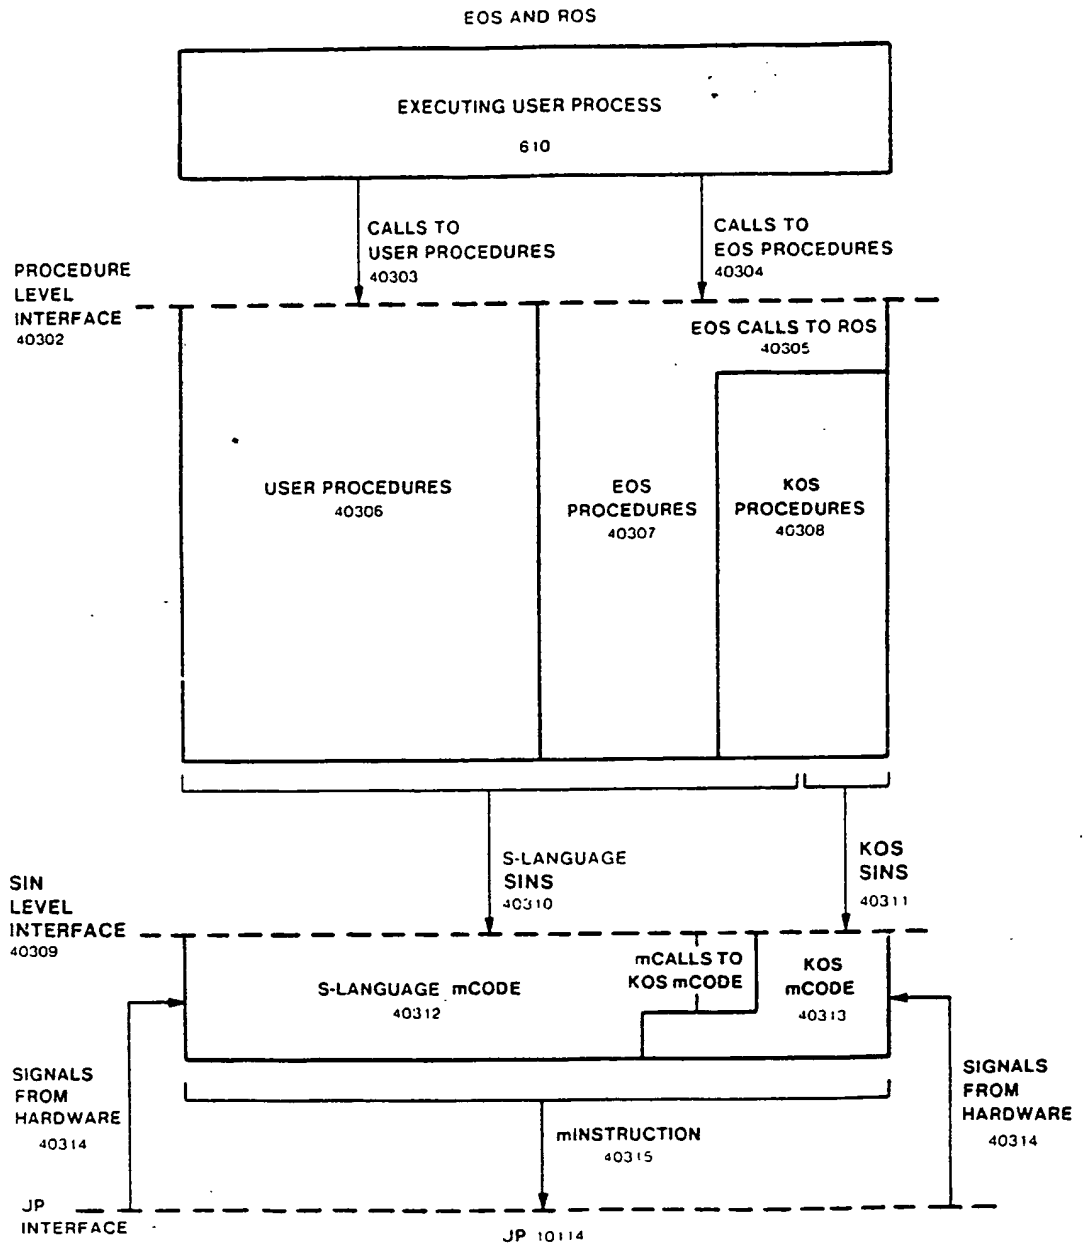 EOS AND ROS
EXECUTING USER PROCESS
610
CALLS TO
USER PROCEDURES
40303
CALLS TO
EOS PROCEDURES
40304
PROCEDURE
LEVEL
INTERFACE
40302
EOS CALLS TO ROS
40305
USER PROCEDURES
40306
EOS
PROCEDURES
40307
KOS
PROCEDURES
40308
S-LANGUAGE
SINS
40310
KOS
SINS
40311
SIN
LEVEL
INTERFACE
40309
S-LANGUAGE mCODE
40312
mCALLS TO
KOS mCODE
KOS
mCODE
40313
SIGNALS
FROM
HARDWARE
40314
SIGNALS
FROM
HARDWARE
40314
mINSTRUCTION
40315
JP
INTERFACE
JP 10114